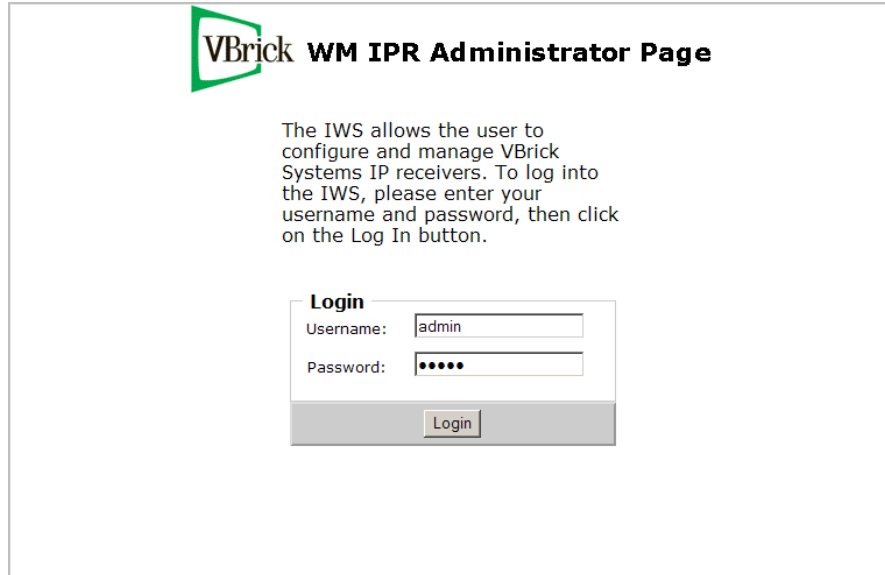 VBrick WM IPR Administrator Page
The IWS allows the user to
configure and manage VBrick
Systems IP receivers. To log into
the IWS, please enter your
username and password, then click
on the Log In button.
Login
Username: admin
Password: •••••
Login